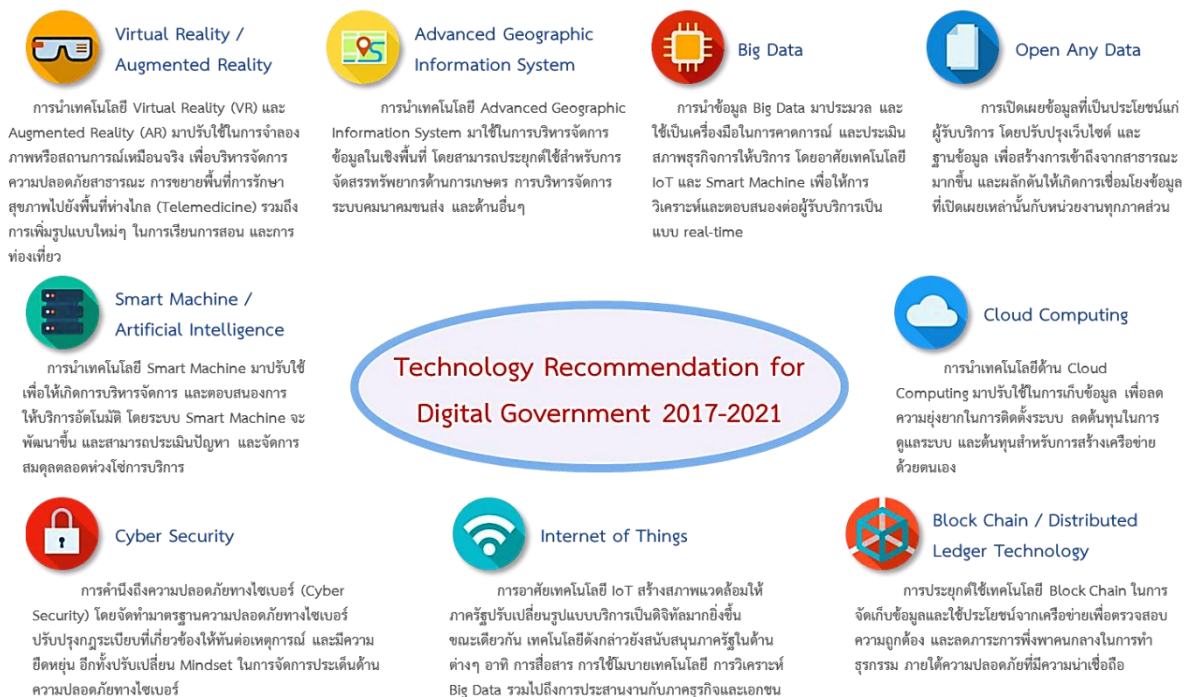 Virtual Reality /
Augmented Reality
การนำเทคโนโลยี Virtual Reality (VR) และ
Augmented Reality (AR) มาปรับใช้ในการจำลอง
ภาพหรือสถานการณ์เหมือนจริง เพื่อบริหารจัดการ
ความปลอดภัยสาธารณะ การขยายพื้นที่การรักษา
สุขภาพไปยังพื้นที่ห่างไกล (Telemedicine) รวมถึง
การเพิ่มรูปแบบใหม่ๆ ในการเรียนการสอน และการ
ท่องเที่ยว
Advanced Geographic
Information System
การนำเทคโนโลยี Advanced Geographic
Information System มาใช้ในการบริหารจัดการ
ข้อมูลในเชิงพื้นที่ โดยสามารถประยุกต์ใช้สำหรับการ
จัดสรรทรัพยากรด้านการเกษตร การบริหารจัดการ
ระบบคมนาคมขนส่ง และด้านอื่นๆ
Big Data
การนำข้อมูล Big Data มาประมวล และ
ใช้เป็นเครื่องมือในการคาดการณ์ และประเมิน
สภาพธุรกิจการให้บริการ โดยอาศัยเทคโนโลยี
IoT และ Smart Machine เพื่อให้การ
วิเคราะห์และตอบสนองต่อผู้รับบริการเป็น
แบบ real-time
Open Any Data
การเปิดเผยข้อมูลที่เป็นประโยชน์แก่
ผู้รับบริการ โดยปรับปรุงเว็บไซต์ และ
ฐานข้อมูล เพื่อสร้างการเข้าถึงจากสาธารณะ
มากขึ้น และผลักดันให้เกิดการเชื่อมโยงข้อมูล
ที่เปิดเผยเหล่านั้นกับหน่วยงานทุกภาคส่วน
Smart Machine /
Artificial Intelligence
การนำเทคโนโลยี Smart Machine มาปรับใช้
เพื่อให้เกิดการบริหารจัดการ และตอบสนองการ
ให้บริการอัตโนมัติ โดยระบบ Smart Machine จะ
พัฒนาขึ้น และสามารถประเมินปัญหา และจัดการ
สมดุลตลอดห่วงโซ่การบริการ
Technology Recommendation for
Digital Government 2017-2021
Cloud Computing
การนำเทคโนโลยีด้าน Cloud
Computing มาปรับใช้ในการเก็บข้อมูล เพื่อลด
ความยุ่งยากในการติดตั้งระบบ ลดต้นทุนในการ
ดูแลระบบ และต้นทุนสำหรับการสร้างเครือข่าย
ด้วยตนเอง
Cyber Security
การคำนึงถึงความปลอดภัยทางไซเบอร์ (Cyber
Security) โดยจัดทำมาตรฐานความปลอดภัยทางไซเบอร์
ปรับปรุงกฎระเบียบที่เกี่ยวข้องให้ทันต่อเหตุการณ์ และมีความ
ยืดหยุ่น อีกทั้งปรับเปลี่ยน Mindset ในการจัดการประเด็นด้าน
ความปลอดภัยทางไซเบอร์
Internet of Things
การอาศัยเทคโนโลยี IoT สร้างสภาพแวดล้อมให้
ภาครัฐปรับเปลี่ยนรูปแบบบริการเป็นดิจิทัลมากยิ่งขึ้น
ขณะเดียวกัน เทคโนโลยีดังกล่าวยังสนับสนุนภาครัฐในด้าน
ต่างๆ อาทิ การสื่อสาร การใช้โมบายเทคโนโลยี การวิเคราะห์
Big Data รวมไปถึงการประสานงานกับภาคธุรกิจและเอกชน
Block Chain / Distributed
Ledger Technology
การประยุกต์ใช้เทคโนโลยี Block Chain ในการ
จัดเก็บข้อมูลและใช้ประโยชน์จากเครือข่ายเพื่อตรวจสอบ
ความถูกต้อง และลดภาระการพึ่งพาคนกลางในการทำ
ธุรกรรม ภายใต้ความปลอดภัยที่มีความน่าเชื่อถือ